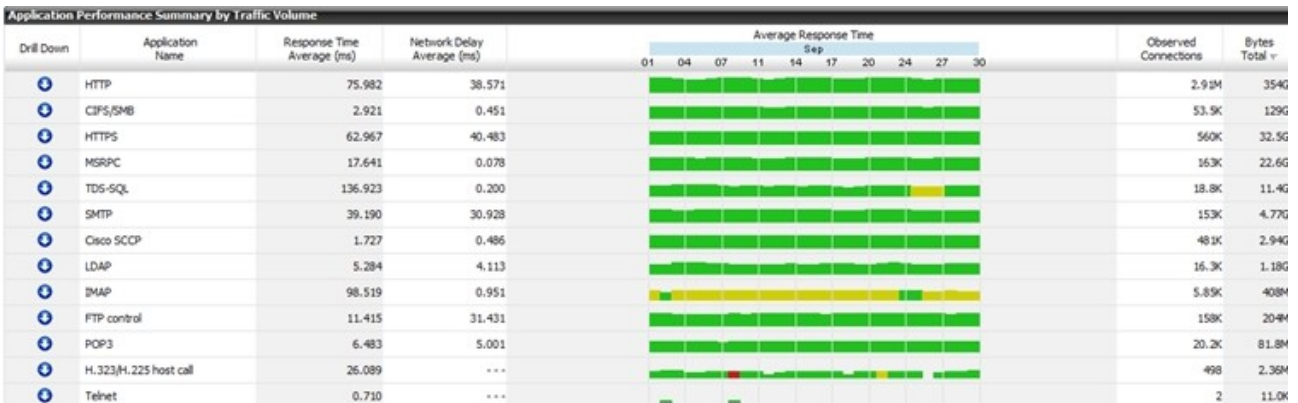 Application Performance Summary by Traffic Volume
Drill Down Application Name Response Time Average (ms) Network Delay Average (ms) Average Response Time Observed Connections Bytes Total
Sep
01 04 07 11 14 17 20 24 27 30
HTTP 75.982 38.571 2.91M 354G
CIFS/SMB 2.921 0.451 53.5K 129G
HTTPS 62.967 40.483 560K 32.5G
MSRPC 17.641 0.078 163K 22.6G
TDS-SQL 136.923 0.200 18.8K 11.4G
SMTP 39.190 30.928 153K 4.77G
Cisco SCCP 1.727 0.486 481K 2.94G
LDAP 5.284 4.113 16.3K 1.18G
IMAP 98.519 0.951 5.85K 408M
FTP control 11.415 31.431 158K 204M
POP3 6.483 5.001 20.2K 81.8M
H.323/H.225 host call 26.089 --- 498 2.36M
Telnet 0.710 --- 2 11.0K